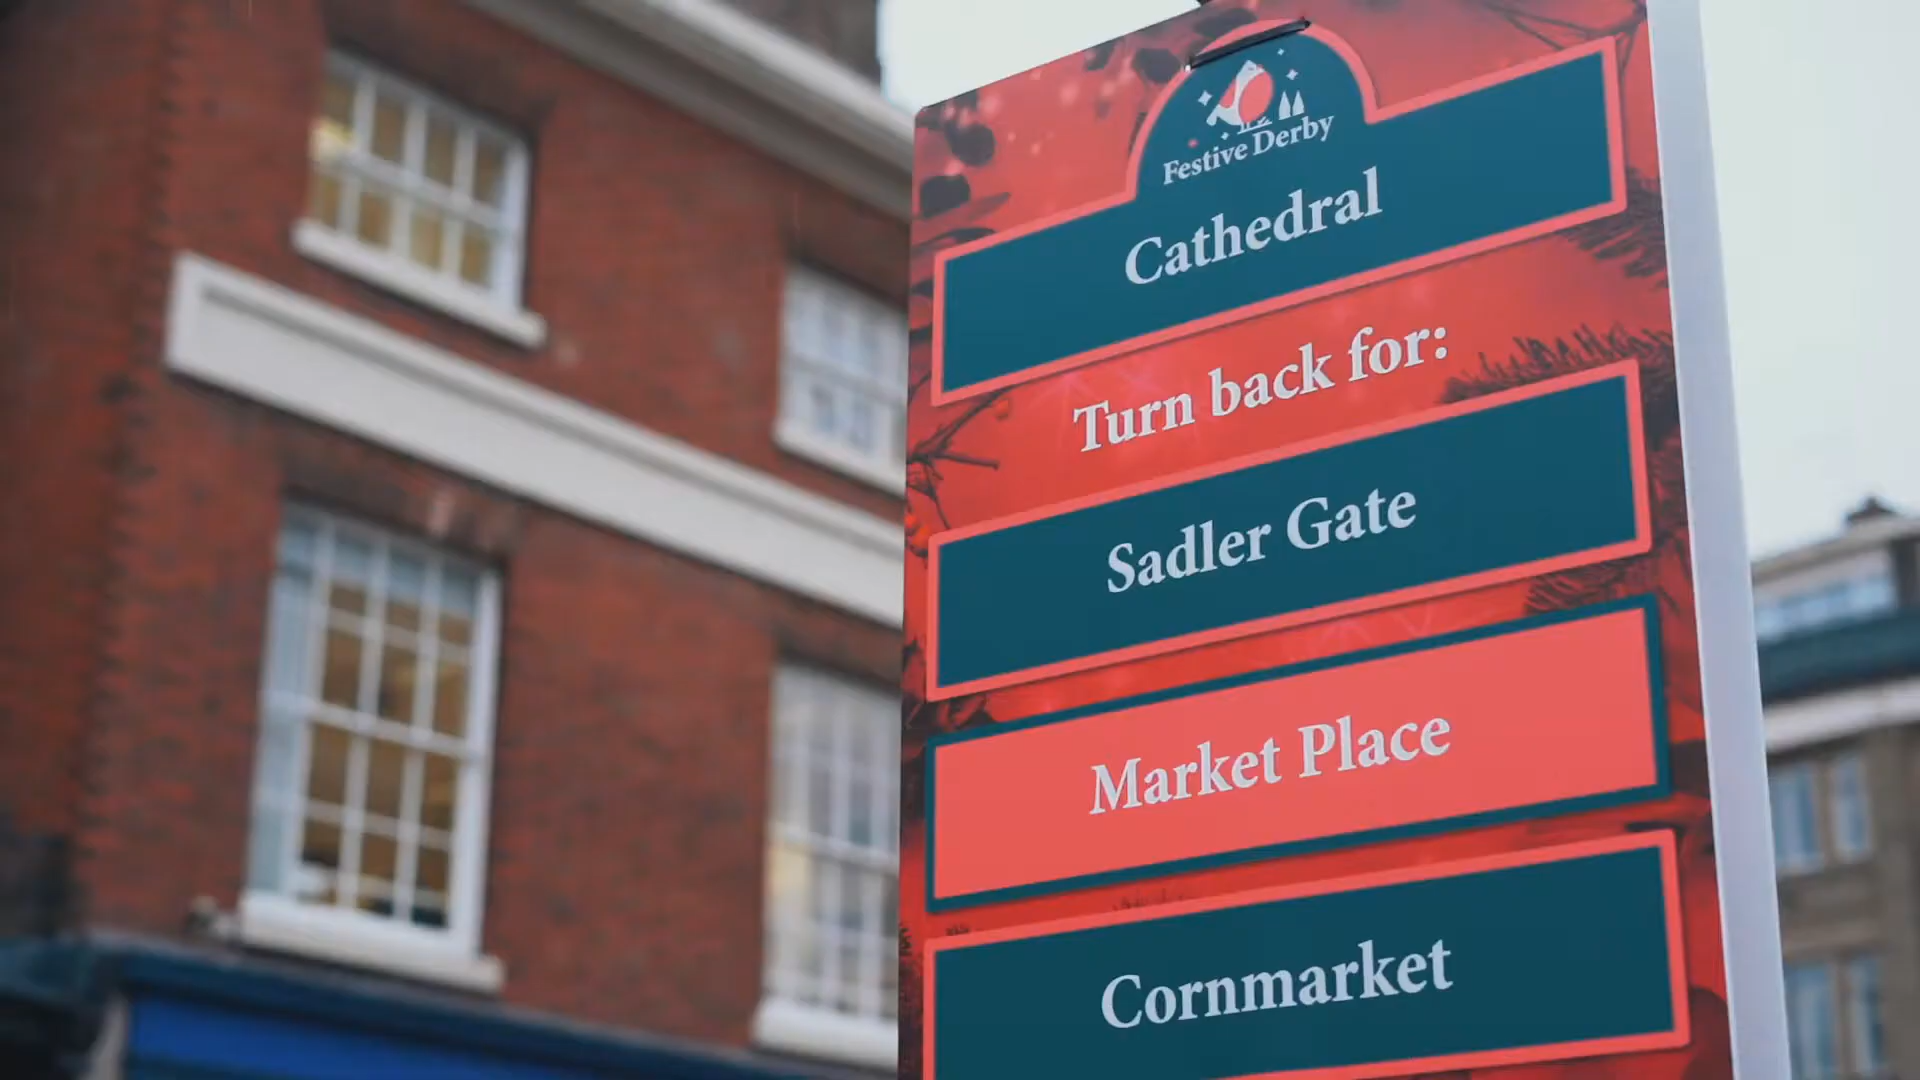 Festive Derby
Cathedral
Turn back for:
Sadler Gate
Market Place
Cornmarket